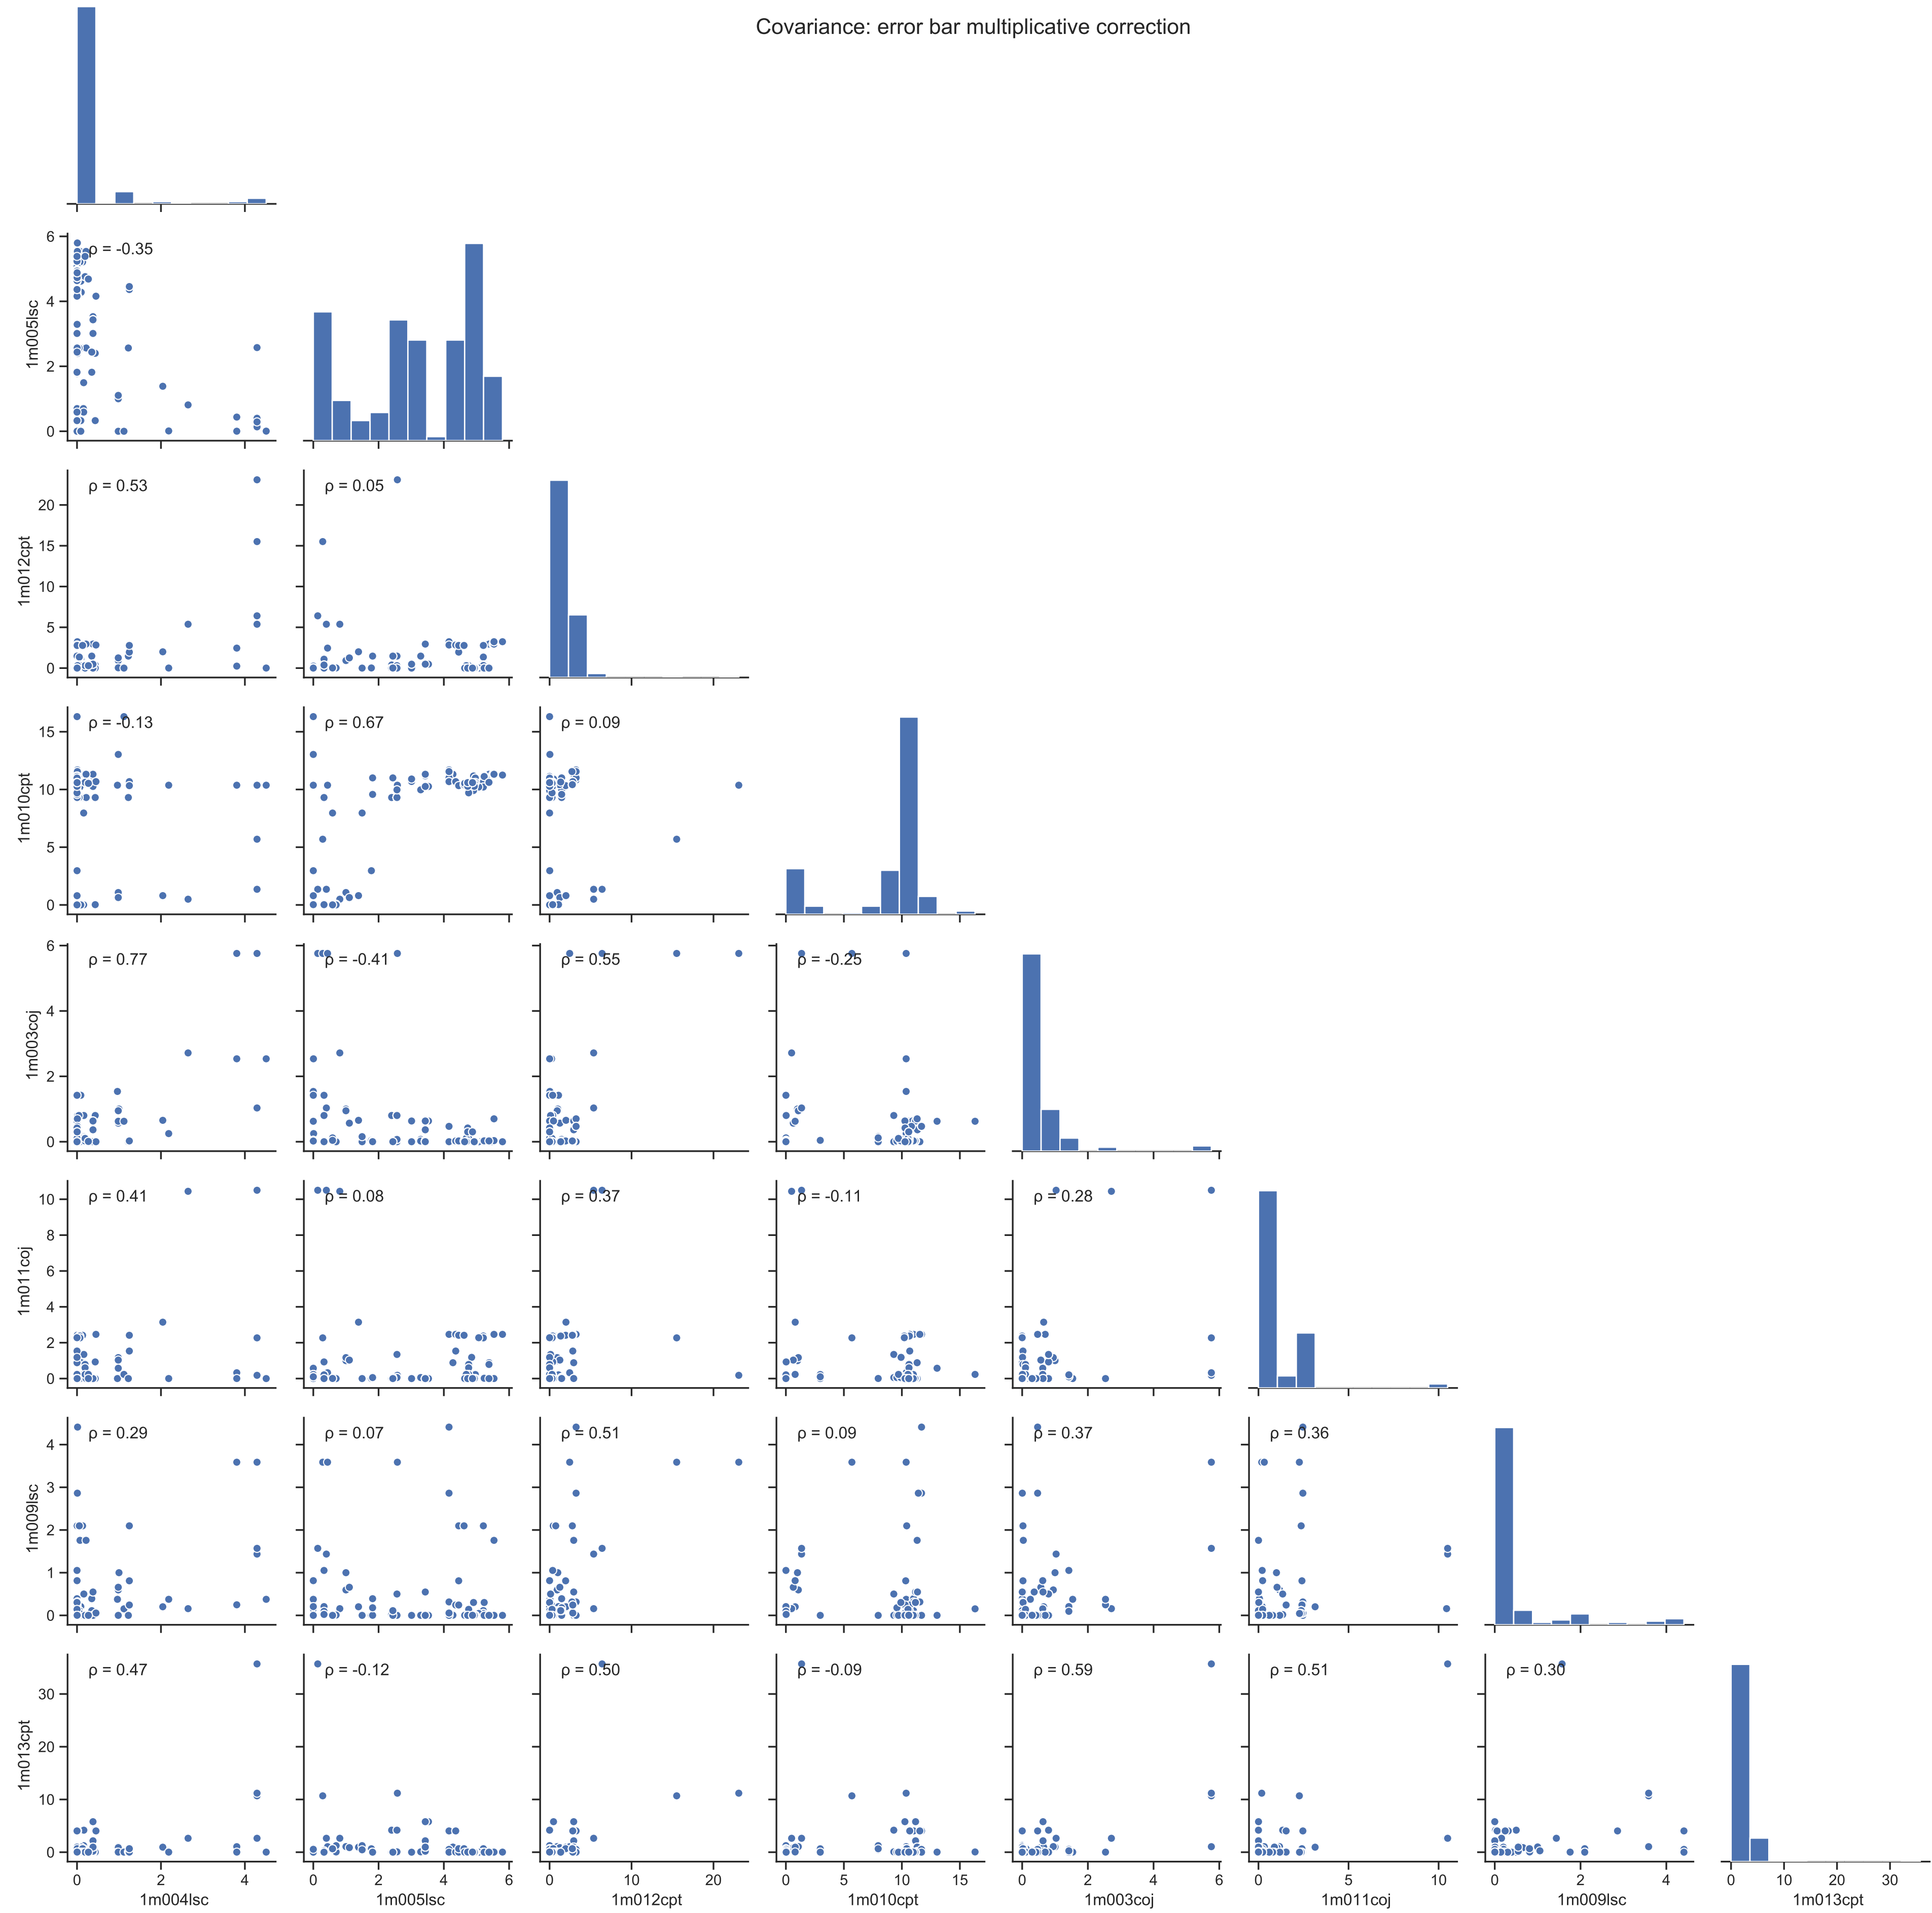 Covariance: error bar multiplicative correction
0 2 4
6
4
2
0
1m005lsc
ρ = -0.35
0 2 4 6
20
15
10
5
0
1m012cpt
ρ = 0.53
ρ = 0.05
0 10 20
15
10
5
0
1m010cpt
ρ = -0.13
ρ = 0.67
ρ = 0.09
0 5 10 15
6
4
2
0
1m003coj
ρ = 0.77
ρ = -0.41
ρ = 0.55
ρ = -0.25
0 2 4 6
10
8
6
4
2
0
1m011coj
ρ = 0.41
ρ = 0.08
ρ = 0.37
ρ = -0.11
ρ = 0.28
0 5 10
4
3
2
1
0
1m009lsc
ρ = 0.29
ρ = 0.07
ρ = 0.51
ρ = 0.09
ρ = 0.37
ρ = 0.36
0 2 4
30
20
10
0
1m013cpt
ρ = 0.47
ρ = -0.12
ρ = 0.50
ρ = -0.09
ρ = 0.59
ρ = 0.51
ρ = 0.30
0 10 20 30
1m004lsc
1m005lsc
1m012cpt
1m010cpt
1m003coj
1m011coj
1m009lsc
1m013cpt